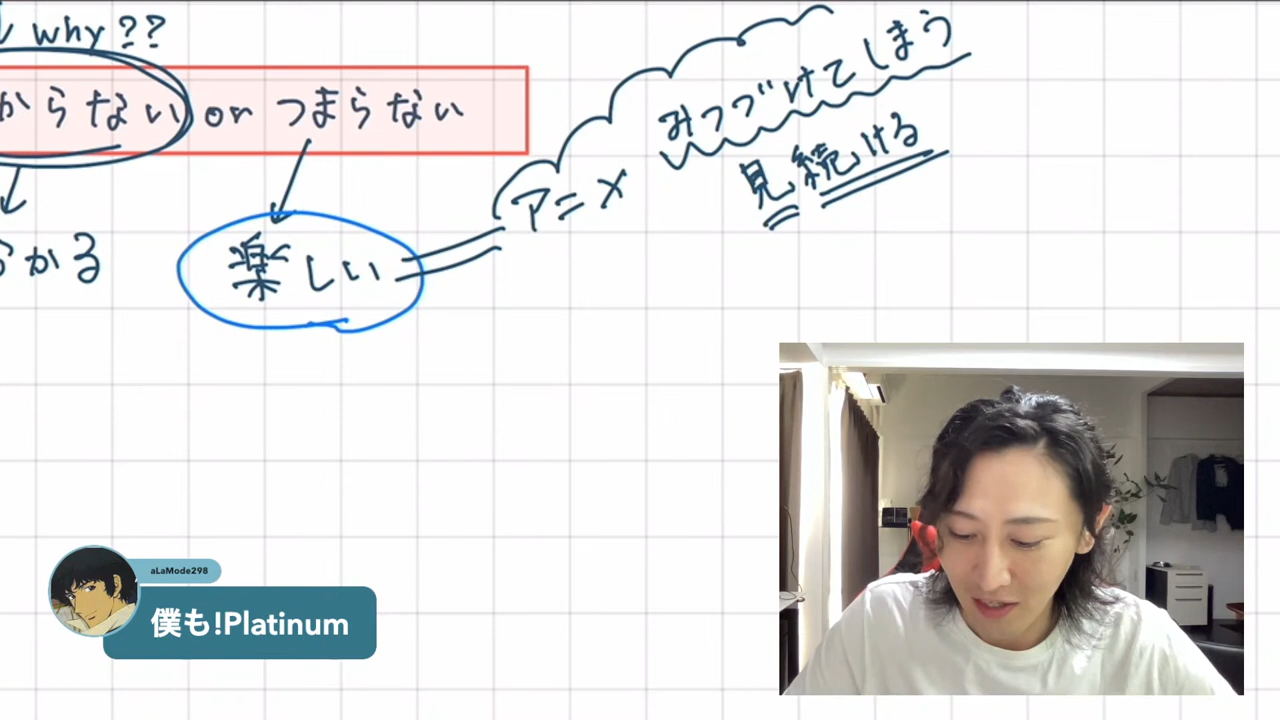 why??
からない or つまらない
かる
楽しい
アニメ
みつづけてしまう
見続ける
aLaMode298
僕も!Platinum